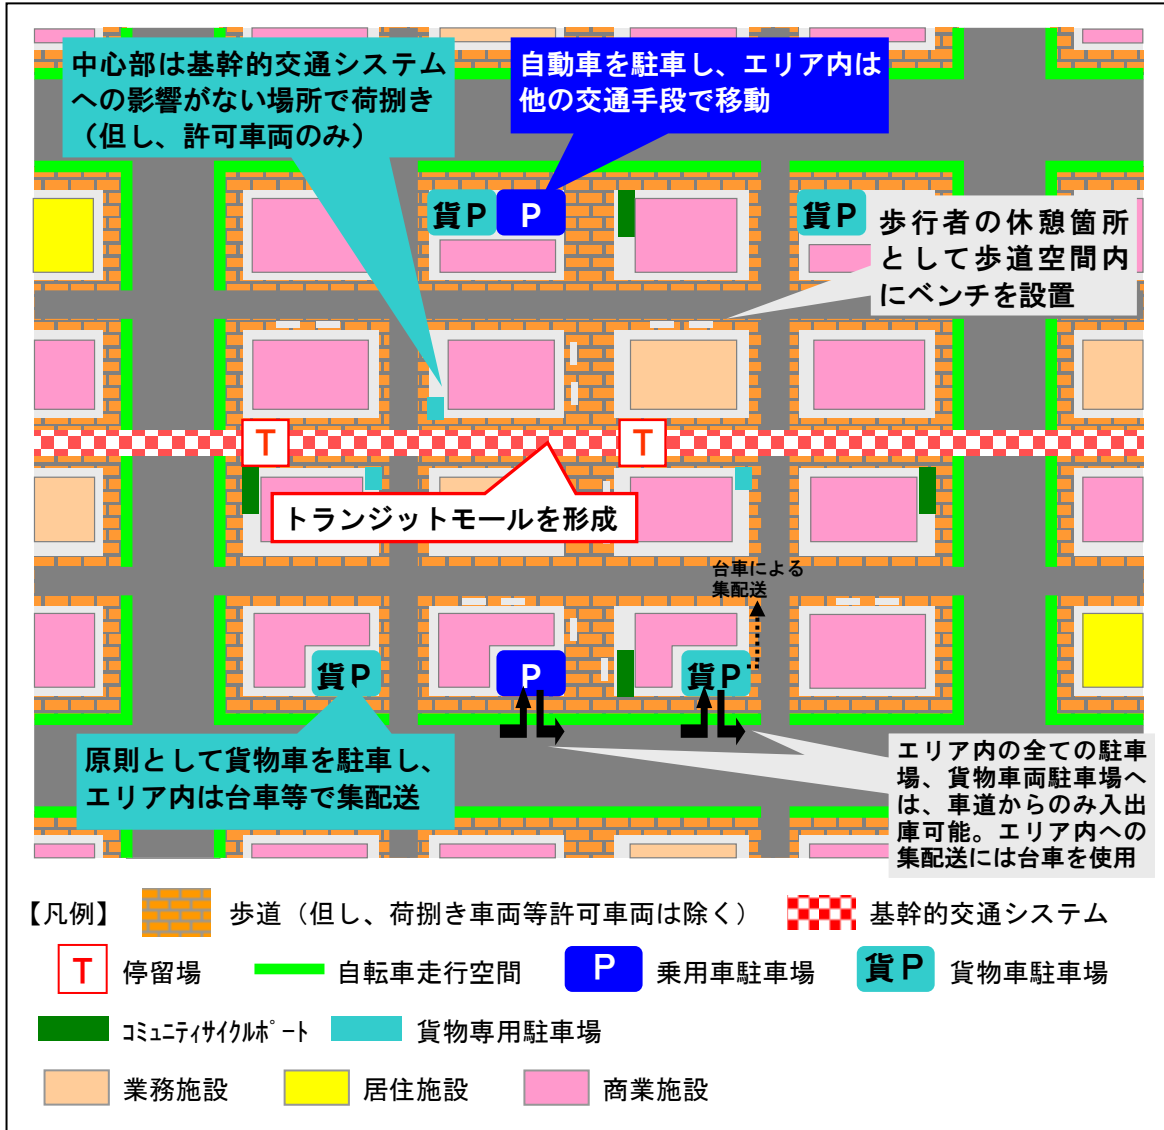 中心部は基幹的交通システム
への影響がない場所で荷捌き
（但し、許可車両のみ）
自動車を駐車し、エリア内は
他の交通手段で移動
貨P
P
貨P
歩行者の休憩箇所
として歩道空間内
にベンチを設置
T
T
トランジットモールを形成
台車による
集配送
貨P
P
貨P
原則として貨物車を駐車し、
エリア内は台車等で集配送
エリア内の全ての駐車
場、貨物車両駐車場へ
は、車道からのみ入出
庫可能。エリア内への
集配送には台車を使用
【凡例】 歩道（但し、荷捌き車両等許可車両は除く） 基幹的交通システム
T 停留場 自転車走行空間 P 乗用車駐車場 貨P 貨物車駐車場
ｺﾐｭﾆﾃｨｻｲｸﾙﾎﾟｰﾄ 貨物専用駐車場
業務施設 居住施設 商業施設